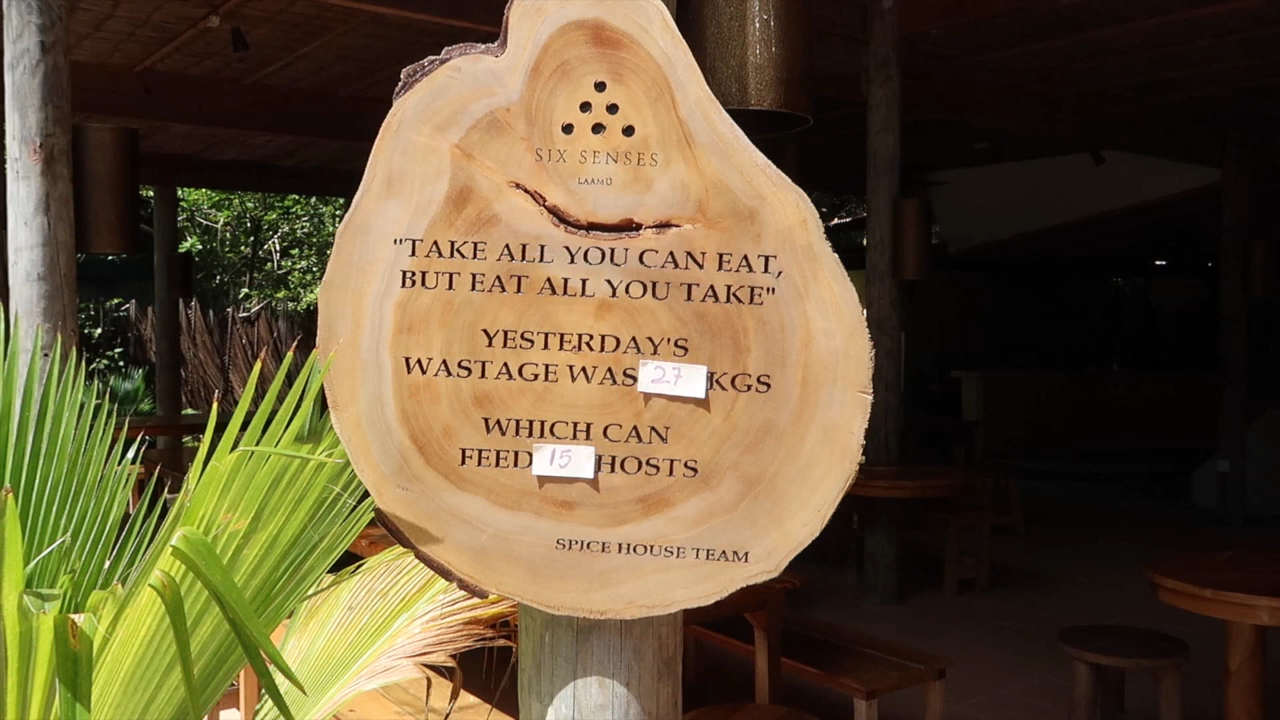 SIX SENSES
LAAMU
"TAKE ALL YOU CAN EAT,
BUT EAT ALL YOU TAKE"
YESTERDAY'S
WASTAGE WAS 27 KGS
WHICH CAN
FEED 15 HOSTS
SPICE HOUSE TEAM